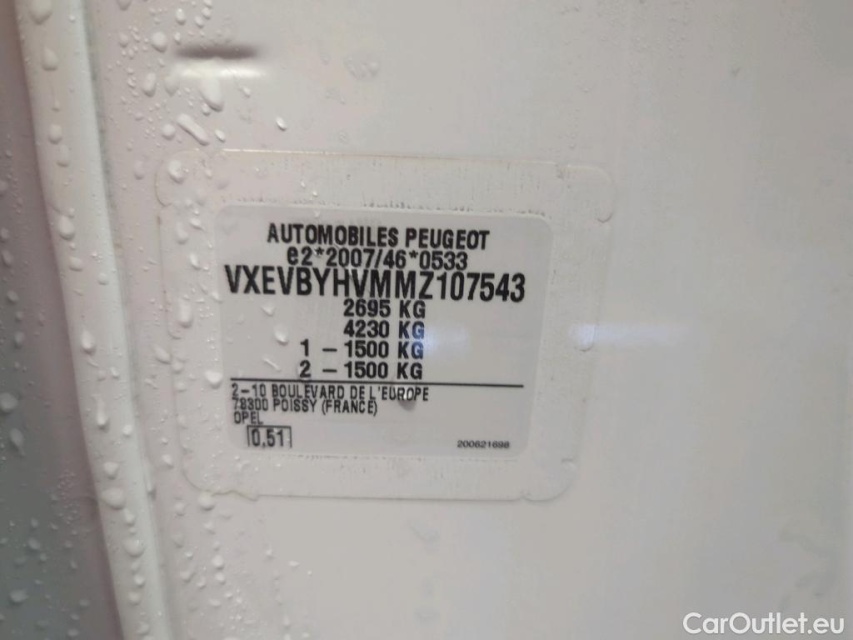 AUTOMOBILES PEUGEOT
e2*2007/46*0533
VXEVBYHVMMZ107543
2695 KG
4230 KG
1 - 1500 KG
2 - 1500 KG
2-10 BOULEVARD DE L'EUROPE
78300 POISSY (FRANCE)
OPEL
0.51
200621698
CarOutlet.eu